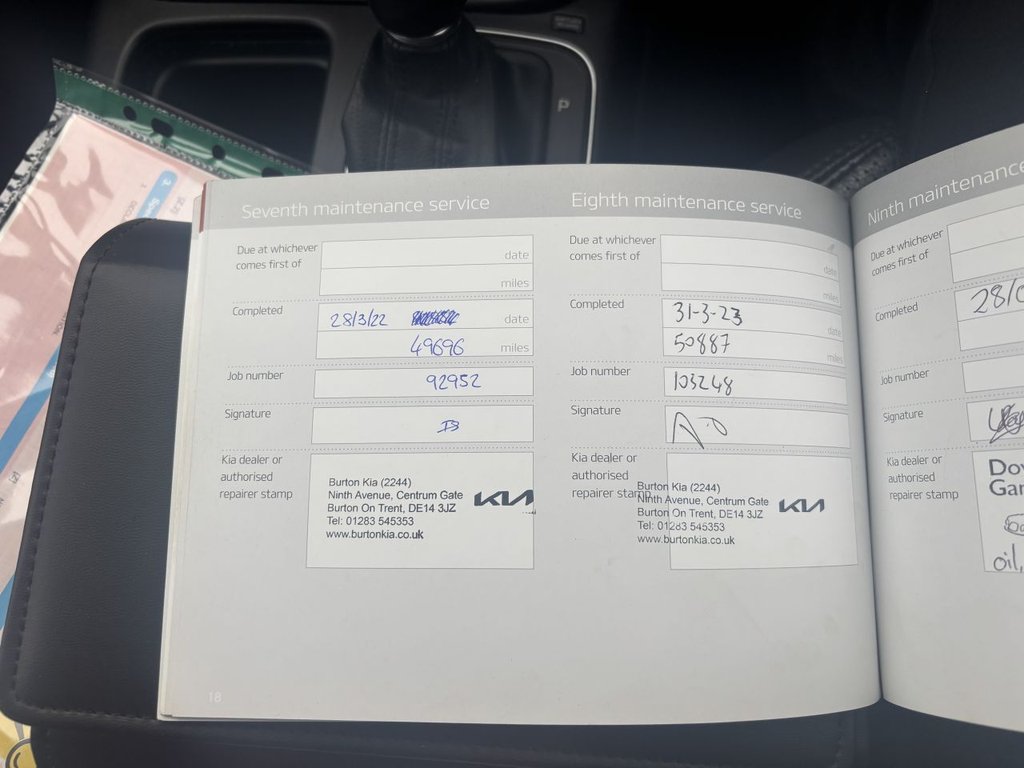 P
Seventh maintenance service
Due at whichever
comes first of
date
miles
Completed
28/3/22
date
49696
miles
Job number
92952
Signature
Kia dealer or
authorised
repairer stamp
Burton Kia (2244)
Ninth Avenue, Centrum Gate
Burton On Trent, DE14 3JZ
Tel: 01283 545353
www.burtonkia.co.uk
KIA
18
Eighth maintenance service
Due at whichever
comes first of
date
miles
Completed
31-3-23
date
50887
miles
Job number
103248
Signature
Kia dealer or
authorised
repairer stamp
Burton Kia (2244)
Ninth Avenue, Centrum Gate
Burton On Trent, DE14 3JZ
Tel: 01283 545353
www.burtonkia.co.uk
KIA
Ninth maintenance
Due at whichever
comes first of
Completed
28/0
Job number
Signature
Kia dealer or
authorised
repairer stamp
oil,